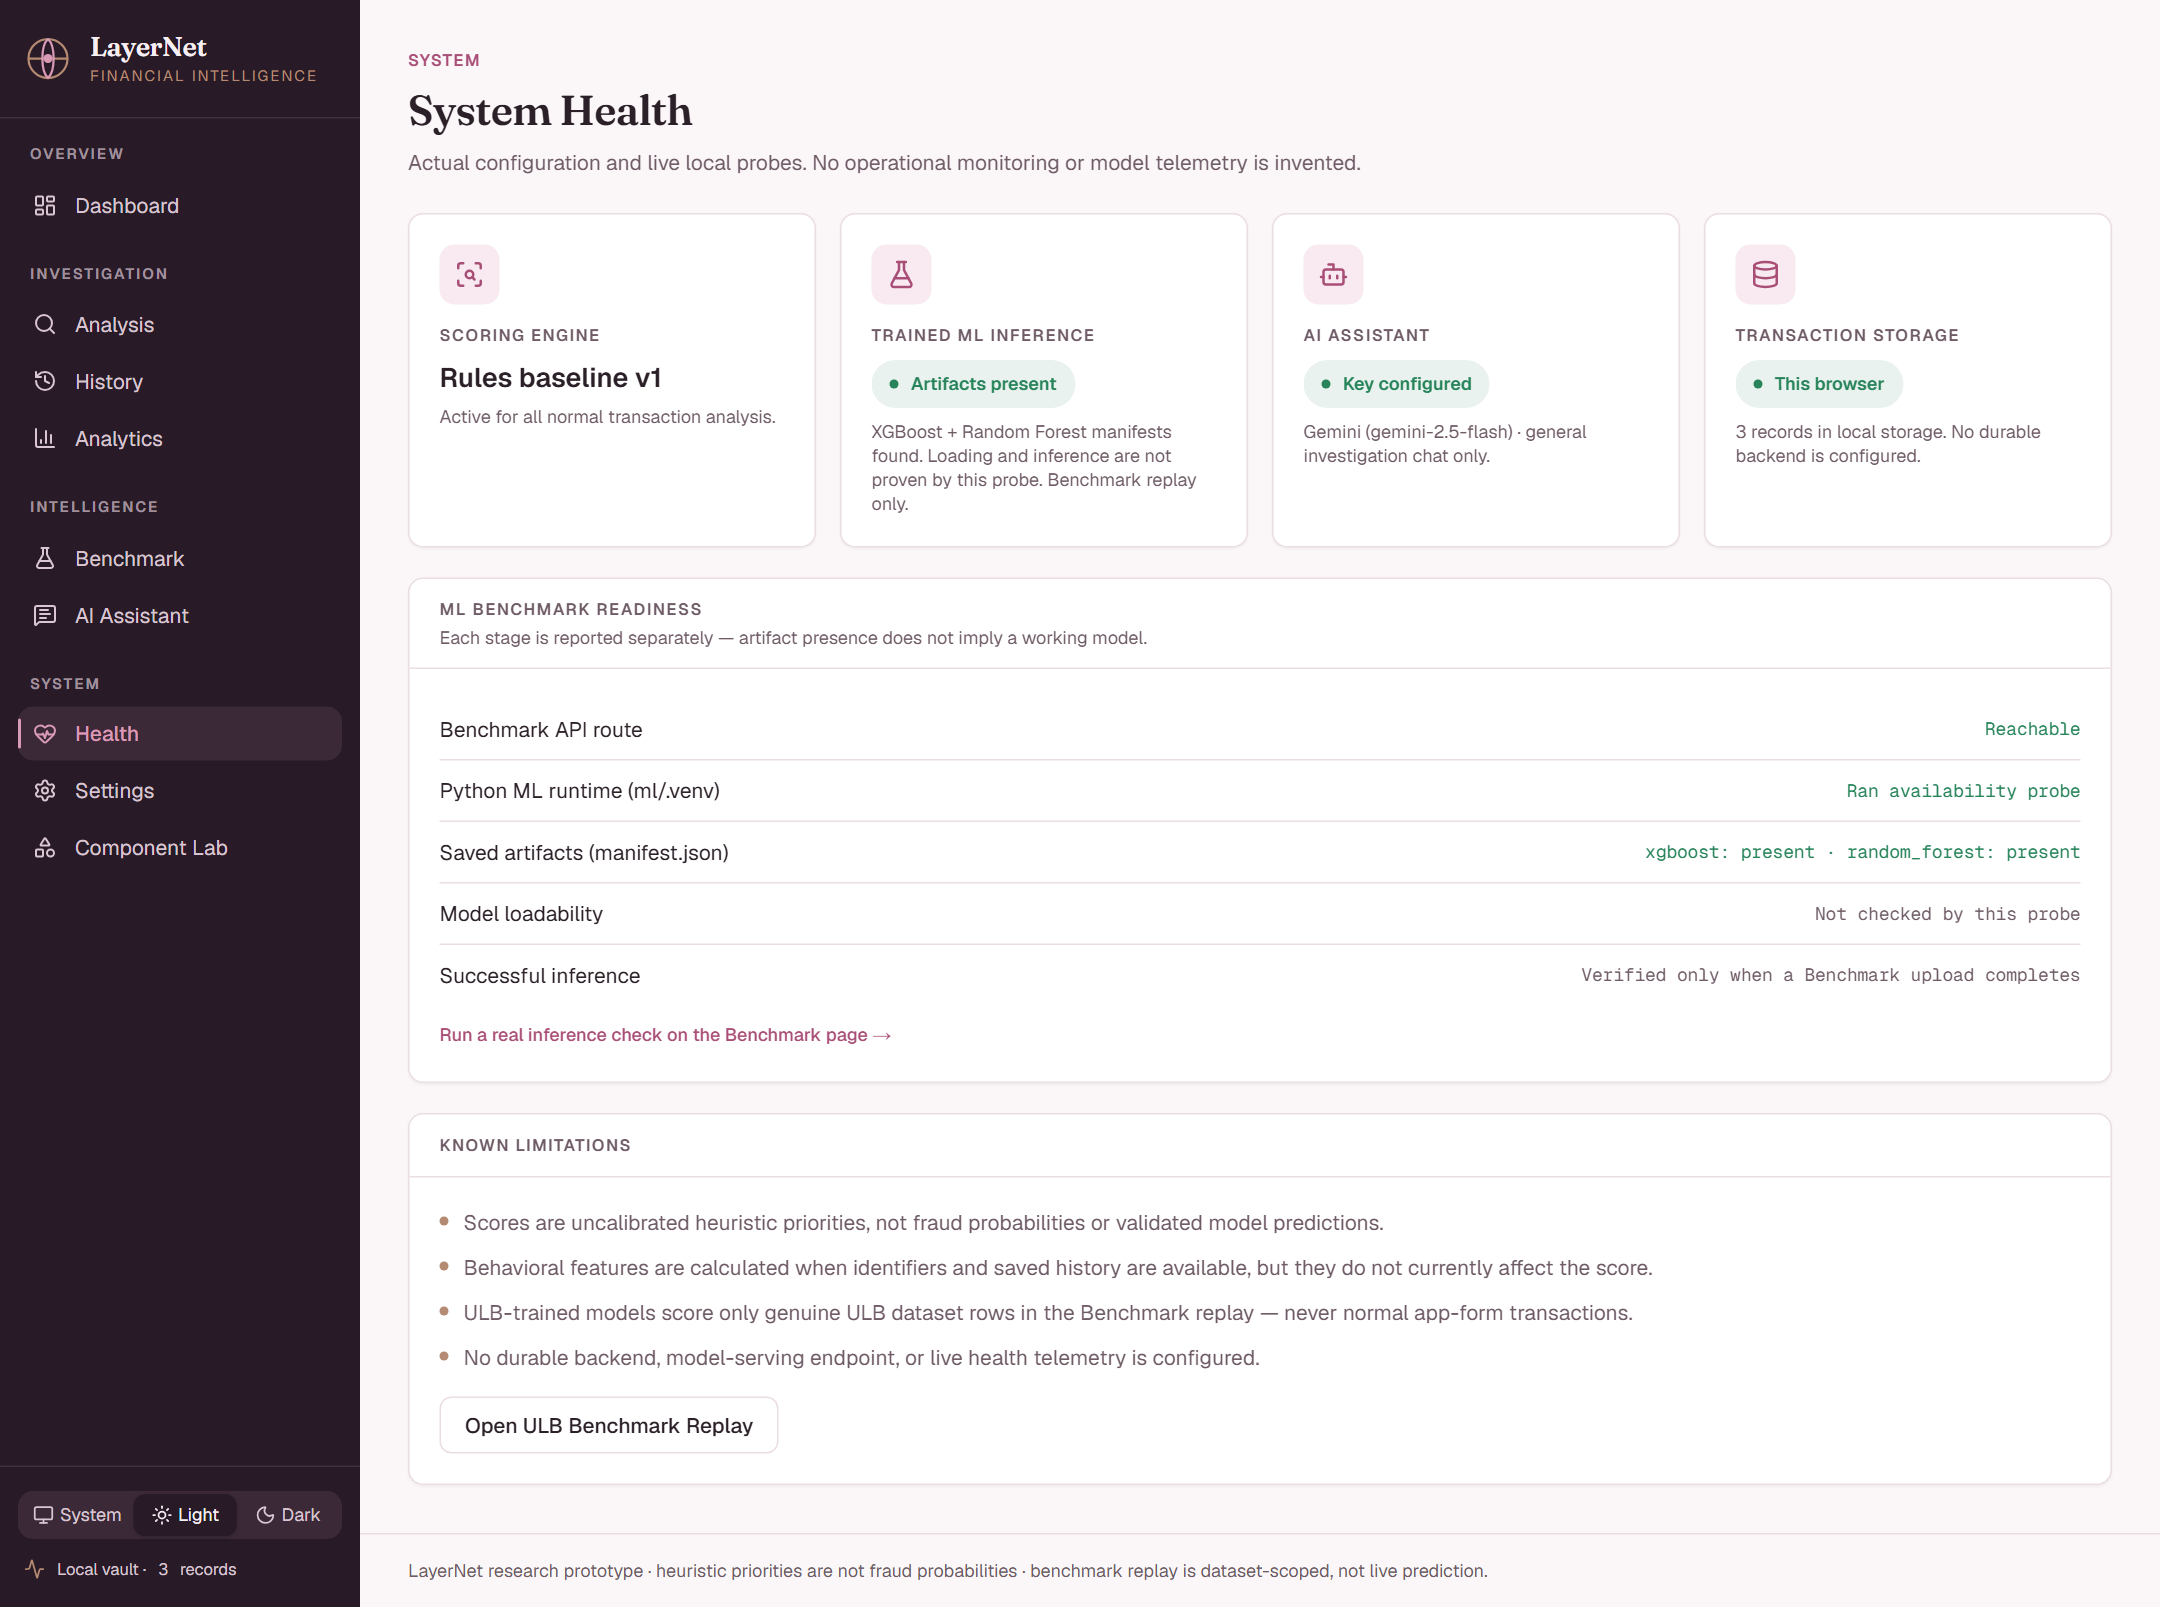 LayerNet
FINANCIAL INTELLIGENCE
OVERVIEW
Dashboard
INVESTIGATION
Analysis
History
Analytics
INTELLIGENCE
Benchmark
AI Assistant
SYSTEM
Health
Settings
Component Lab
System
Light
Dark
Local vault · 3 records
SYSTEM
System Health
Actual configuration and live local probes. No operational monitoring or model telemetry is invented.
SCORING ENGINE
Rules baseline v1
Active for all normal transaction analysis.
TRAINED ML INFERENCE
Artifacts present
XGBoost + Random Forest manifests
found. Loading and inference are not
proven by this probe. Benchmark replay
only.
AI ASSISTANT
Key configured
Gemini (gemini-2.5-flash) · general
investigation chat only.
TRANSACTION STORAGE
This browser
3 records in local storage. No durable
backend is configured.
ML BENCHMARK READINESS
Each stage is reported separately — artifact presence does not imply a working model.
Benchmark API route
Reachable
Python ML runtime (ml/.venv)
Ran availability probe
Saved artifacts (manifest.json)
xgboost: present · random_forest: present
Model loadability
Not checked by this probe
Successful inference
Verified only when a Benchmark upload completes
Run a real inference check on the Benchmark page →
KNOWN LIMITATIONS
Scores are uncalibrated heuristic priorities, not fraud probabilities or validated model predictions.
Behavioral features are calculated when identifiers and saved history are available, but they do not currently affect the score.
ULB-trained models score only genuine ULB dataset rows in the Benchmark replay — never normal app-form transactions.
No durable backend, model-serving endpoint, or live health telemetry is configured.
Open ULB Benchmark Replay
LayerNet research prototype · heuristic priorities are not fraud probabilities · benchmark replay is dataset-scoped, not live prediction.